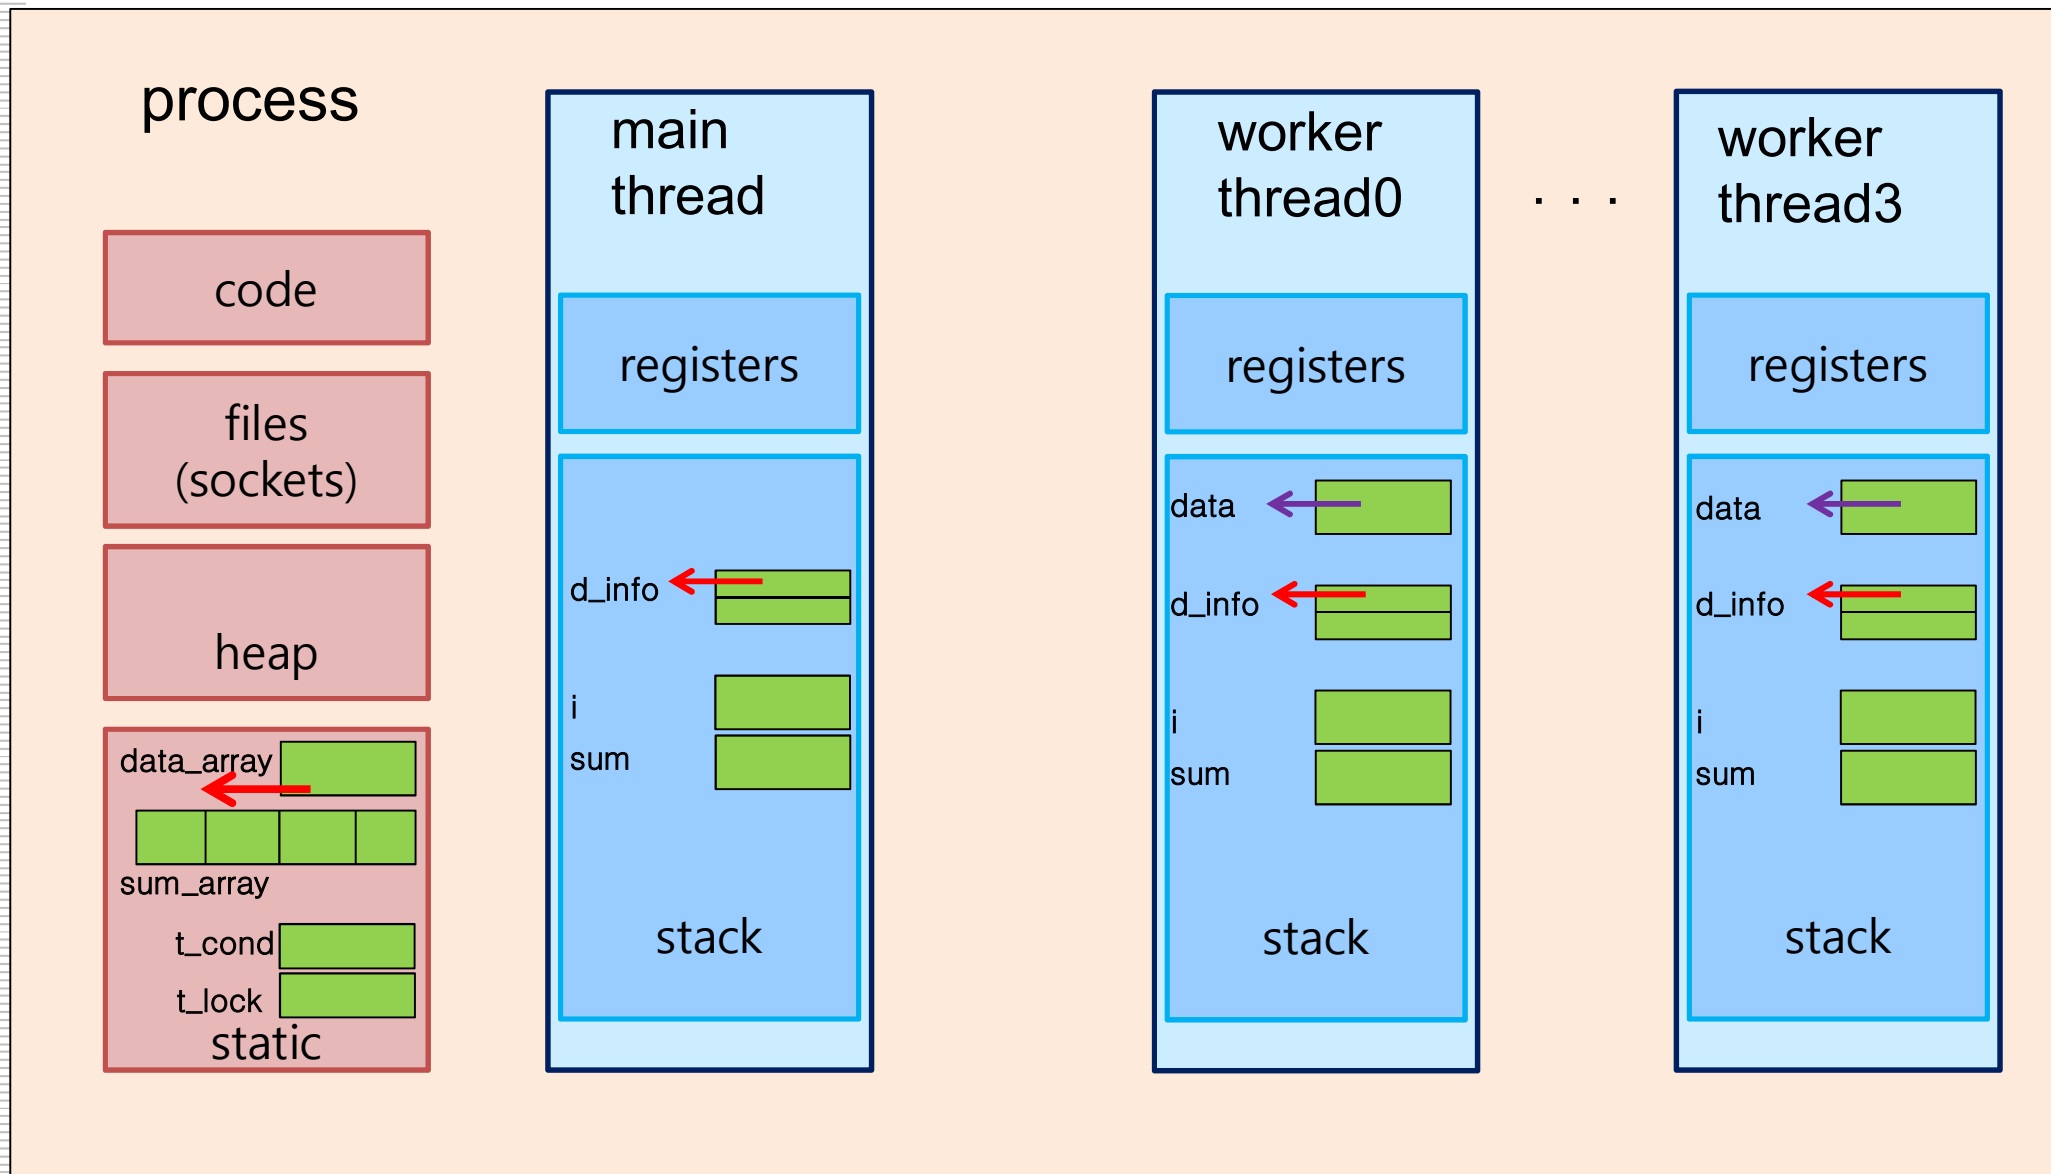 process
code
files
(sockets)
heap
data_array
sum_array
t_cond
t_lock
static
main
thread
registers
d_info
i
sum
stack
worker
thread0
registers
data
d_info
i
sum
stack
. . .
worker
thread3
registers
data
d_info
i
sum
stack